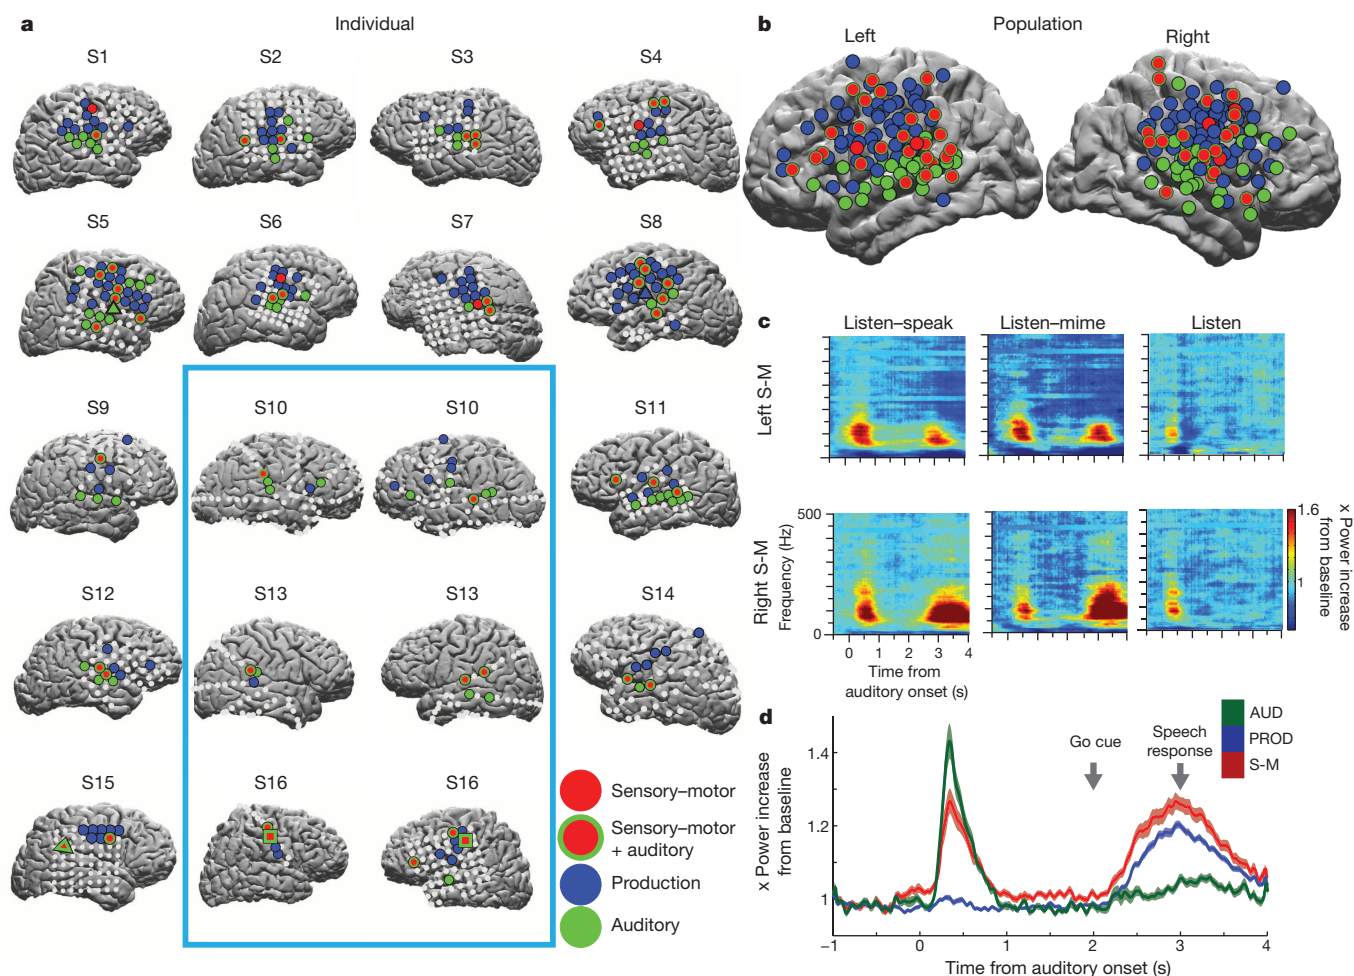 a
Individual
S1
S2
S3
S4
S5
S6
S7
S8
S9
S10
S10
S11
S12
S13
S13
S14
S15
S16
S16
Sensory–motor
Sensory–motor
+ auditory
Production
Auditory
b
Population
Left
Right
c
Listen–speak
Listen–mime
Listen
Left S-M
Right S-M
Frequency (Hz)
500
0
0 1 2 3 4
Time from
auditory onset (s)
1.6
1
x Power increase
from baseline
d
AUD
PROD
S-M
Go cue
Speech
response
1.4
1.2
1
x Power increase
from baseline
–1 0 1 2 3 4
Time from auditory onset (s)